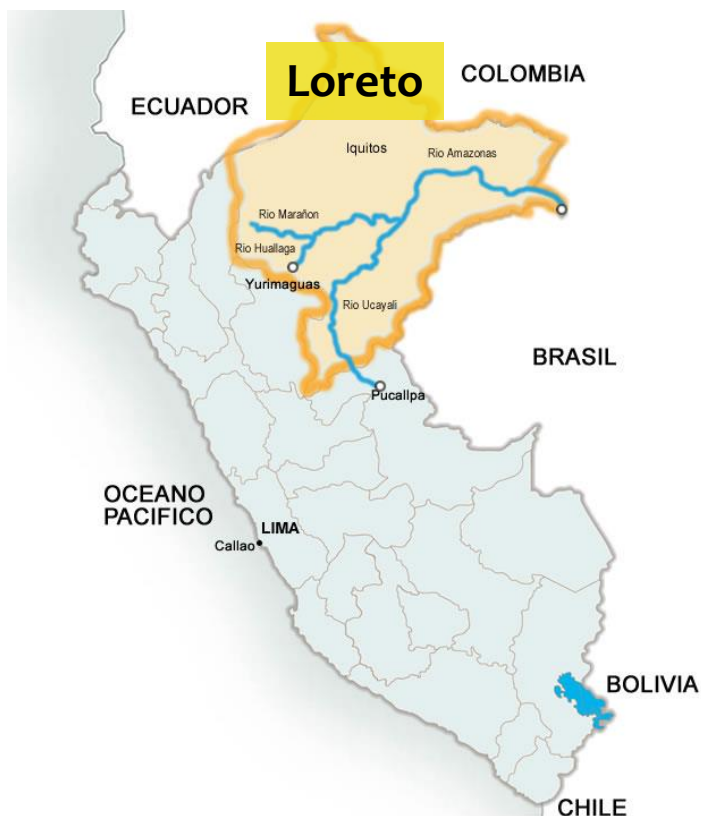 Loreto
COLOMBIA
ECUADOR
Iquitos
Rio Amazonas
Rio Marañon
Rio Huallaga
Yurimaguas
Rio Ucayali
BRASIL
Pucallpa
OCEANO
PACIFICO
LIMA
Callao
BOLIVIA
CHILE